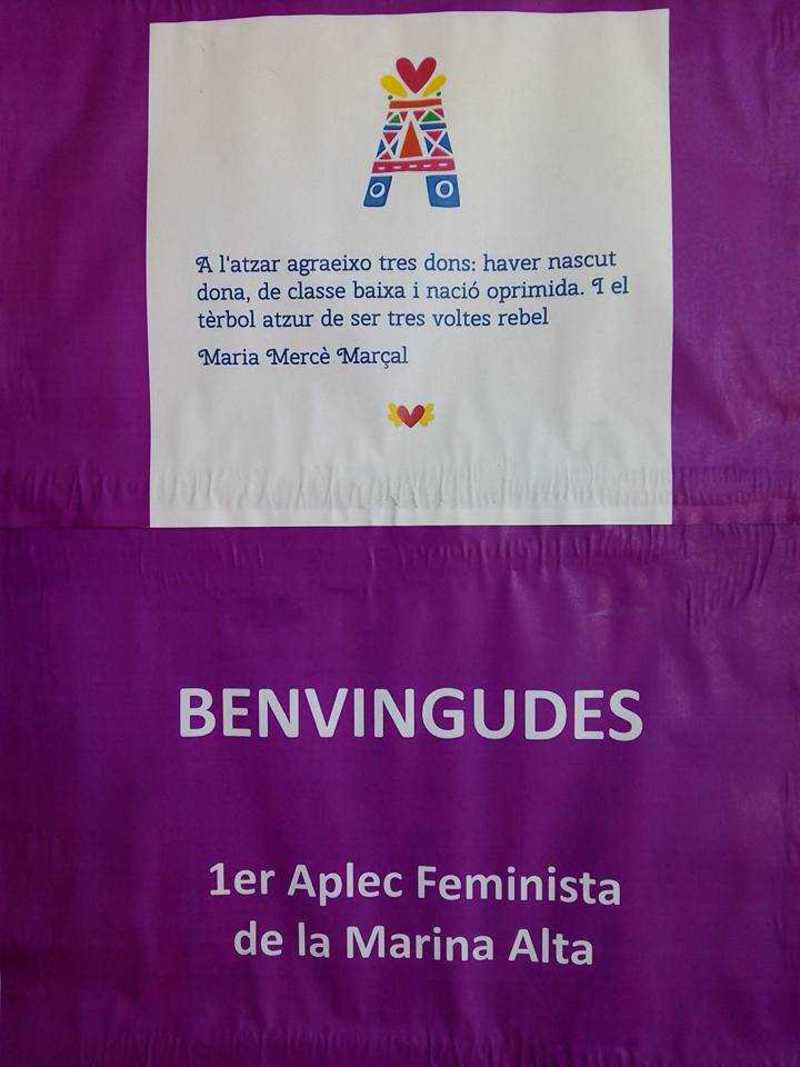 A l'atzar agraeixo tres dons: haver nascut
dona, de classe baixa i nació oprimida. I el
tèrbol atzur de ser tres voltes rebel
Maria Mercè Marçal
BENVINGUDES
1er Aplec Feminista
de la Marina Alta